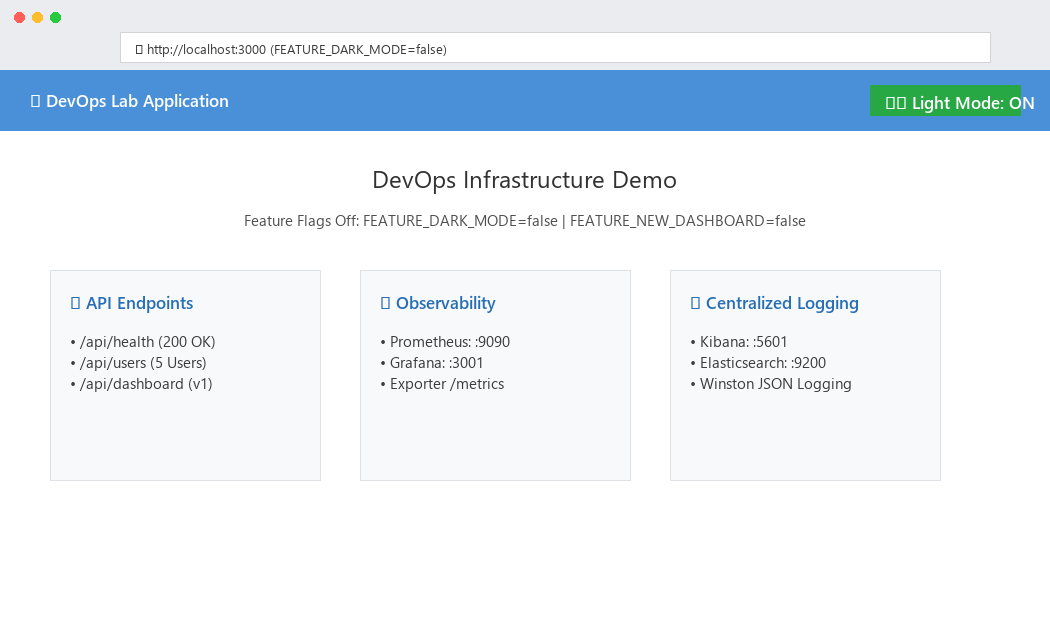 http://localhost:3000 (FEATURE_DARK_MODE=false)
DevOps Lab Application
Light Mode: ON
DevOps Infrastructure Demo
Feature Flags Off: FEATURE_DARK_MODE=false | FEATURE_NEW_DASHBOARD=false
API Endpoints
• /api/health (200 OK)
• /api/users (5 Users)
• /api/dashboard (v1)
Observability
• Prometheus: :9090
• Grafana: :3001
• Exporter /metrics
Centralized Logging
• Kibana: :5601
• Elasticsearch: :9200
• Winston JSON Logging